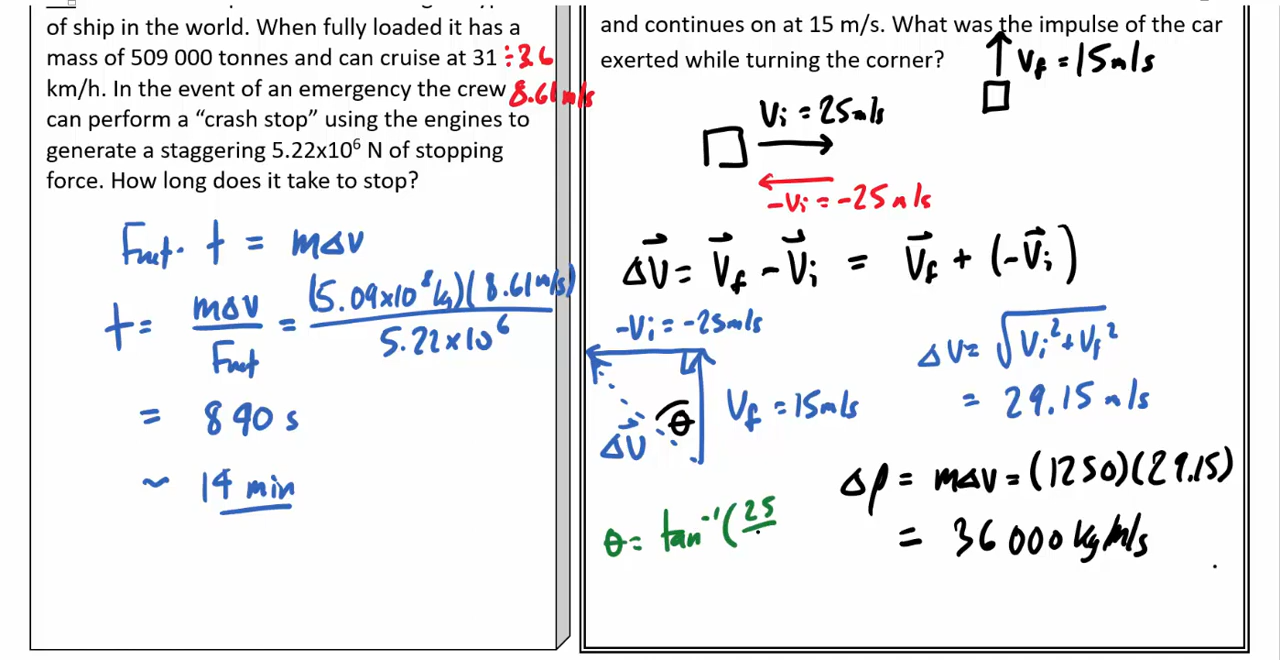 of ship in the world. When fully loaded it has a
mass of 509 000 tonnes and can cruise at 31 ÷3.6
km/h. In the event of an emergency the crew 8.61 m/s
can perform a “crash stop” using the engines to
generate a staggering 5.22x10⁶ N of stopping
force. How long does it take to stop?
Fnet · t = mΔv
t = mΔv / Fnet = (5.09x10⁸ kg)(8.61 m/s) / 5.22x10⁶
= 840 s
~ 14 min
and continues on at 15 m/s. What was the impulse of the car
exerted while turning the corner?
Vf = 15 m/s
Vi = 25 m/s
-Vi = -25 m/s
ΔV⃗ = V⃗f - V⃗i = V⃗f + (-V⃗i)
-Vi = -25 m/s
Vf = 15 m/s
θ
ΔV⃗
ΔV = √Vi² + Vf²
= 29.15 m/s
Δp = mΔv = (1250)(29.15)
= 36 000 kg m/s
θ = tan⁻¹(25